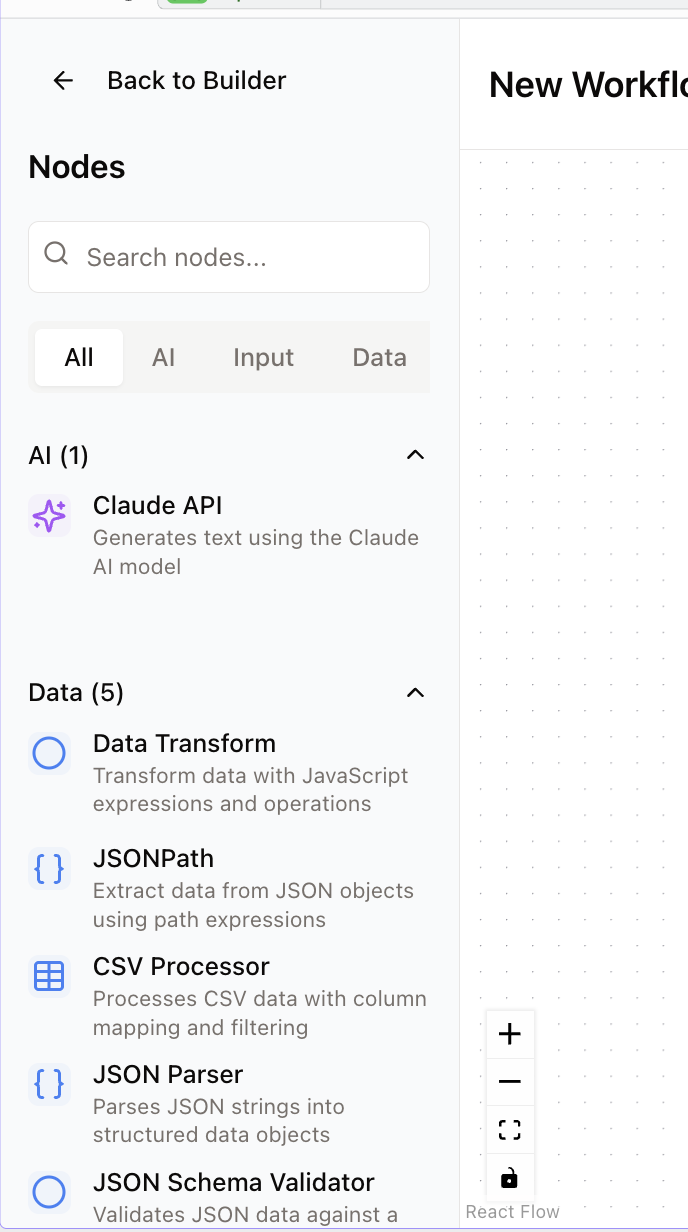 Back to Builder
New Workflo
Nodes
Search nodes...
All
AI
Input
Data
AI (1)
Claude API
Generates text using the Claude
AI model
Data (5)
Data Transform
Transform data with JavaScript
expressions and operations
JSONPath
Extract data from JSON objects
using path expressions
CSV Processor
Processes CSV data with column
mapping and filtering
JSON Parser
Parses JSON strings into
structured data objects
JSON Schema Validator
Validates JSON data against a
React Flow